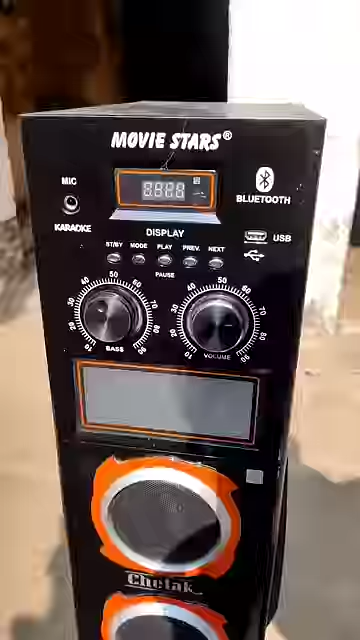 MOVIE STARS®
MIC
KARAOKE
BLUETOOTH
DISPLAY
USB
ST/BY MODE PLAY PREV. NEXT
PAUSE
10 20 30 40 50 60 70 80 90
BASS
10 20 30 40 50 60 70 80 90
VOLUME
Chetak